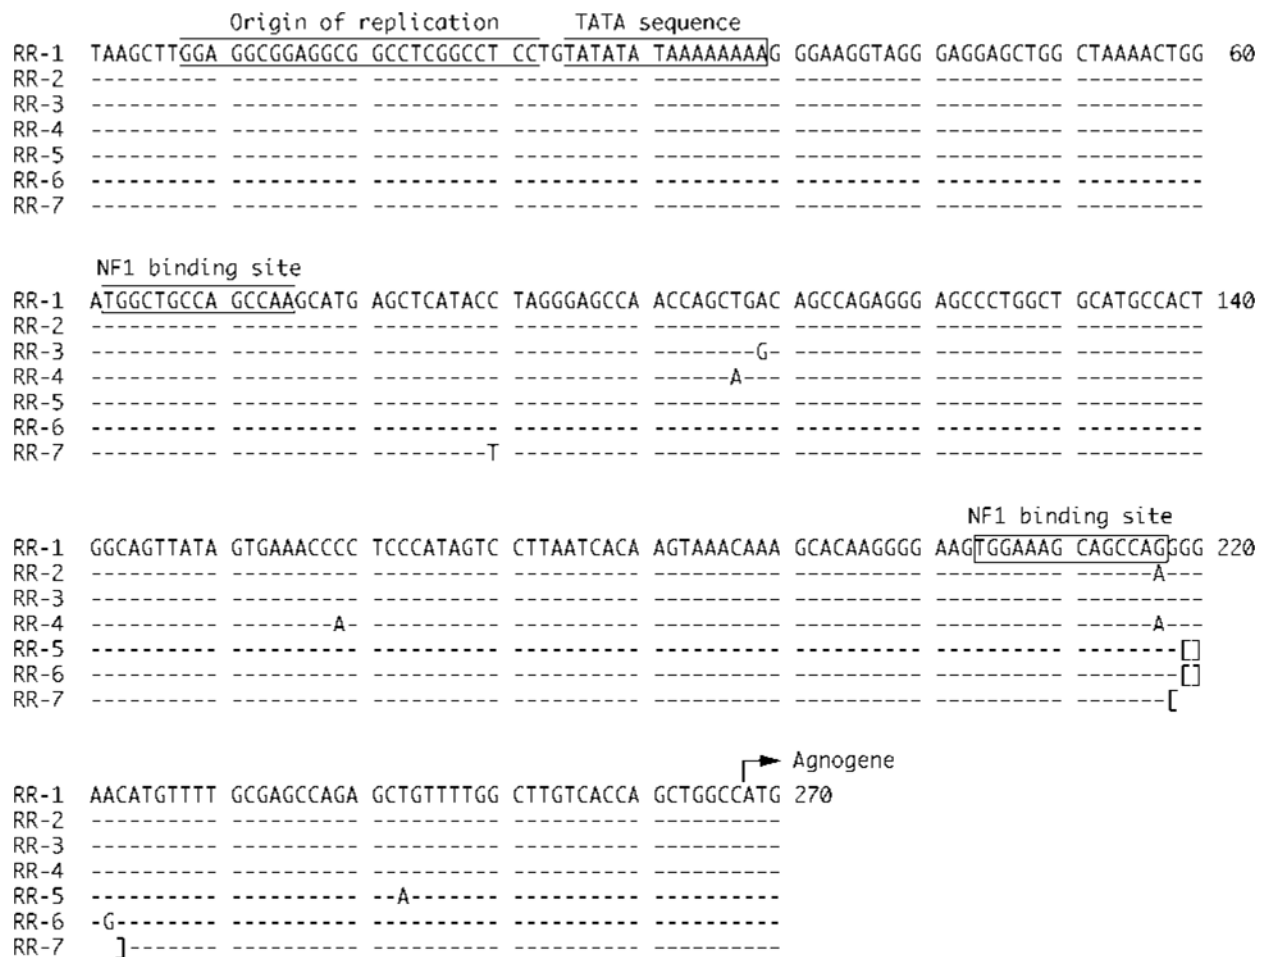 Origin of replication TATA sequence
RR-1 TAAGCTTGGA GGCGGAGGCG GCCTCGGCCT CCTGTATATA TAAAAAAAAG GGAAGGTAGG GAGGAGCTGG CTAAAACTGG 60
RR-2 ---------- ---------- ---------- ---------- ---------- ---------- ---------- ----------
RR-3 ---------- ---------- ---------- ---------- ---------- ---------- ---------- ----------
RR-4 ---------- ---------- ---------- ---------- ---------- ---------- ---------- ----------
RR-5 ---------- ---------- ---------- ---------- ---------- ---------- ---------- ----------
RR-6 ---------- ---------- ---------- ---------- ---------- ---------- ---------- ----------
RR-7 ---------- ---------- ---------- ---------- ---------- ---------- ---------- ----------
NF1 binding site
RR-1 ATGGCTGCCA GCCAAGCATG AGCTCATACC TAGGGAGCCA ACCAGCTGAC AGCCAGAGGG AGCCCTGGCT GCATGCCACT 140
RR-2 ---------- ---------- ---------- ---------- ---------- ---------- ---------- ----------
RR-3 ---------- ---------- ---------- ---------- --------G- ---------- ---------- ----------
RR-4 ---------- ---------- ---------- ---------- ------A--- ---------- ---------- ----------
RR-5 ---------- ---------- ---------- ---------- ---------- ---------- ---------- ----------
RR-6 ---------- ---------- ---------- ---------- ---------- ---------- ---------- ----------
RR-7 ---------- ---------- ---------T ---------- ---------- ---------- ---------- ----------
NF1 binding site
RR-1 GGCAGTTATA GTGAAACCCC TCCCATAGTC CTTAATCACA AGTAAACAAA GCACAAGGGG AAGTGGAAAG CAGCCAGGGG 220
RR-2 ---------- ---------- ---------- ---------- ---------- ---------- ---------- ------A---
RR-3 ---------- ---------- ---------- ---------- ---------- ---------- ---------- ----------
RR-4 ---------- --------A- ---------- ---------- ---------- ---------- ---------- ------A---
RR-5 ---------- ---------- ---------- ---------- ---------- ---------- ---------- --------[]
RR-6 ---------- ---------- ---------- ---------- ---------- ---------- ---------- --------[]
RR-7 ---------- ---------- ---------- ---------- ---------- ---------- ---------- -------[
Agnogene
RR-1 AACATGTTTT GCGAGCCAGA GCTGTTTTGG CTTGTCACCA GCTGGCCATG 270
RR-2 ---------- ---------- ---------- ---------- ----------
RR-3 ---------- ---------- ---------- ---------- ----------
RR-4 ---------- ---------- ---------- ---------- ----------
RR-5 ---------- ---------- --A------- ---------- ----------
RR-6 -G-------- ---------- ---------- ---------- ----------
RR-7 ]------- ---------- ---------- ---------- ----------